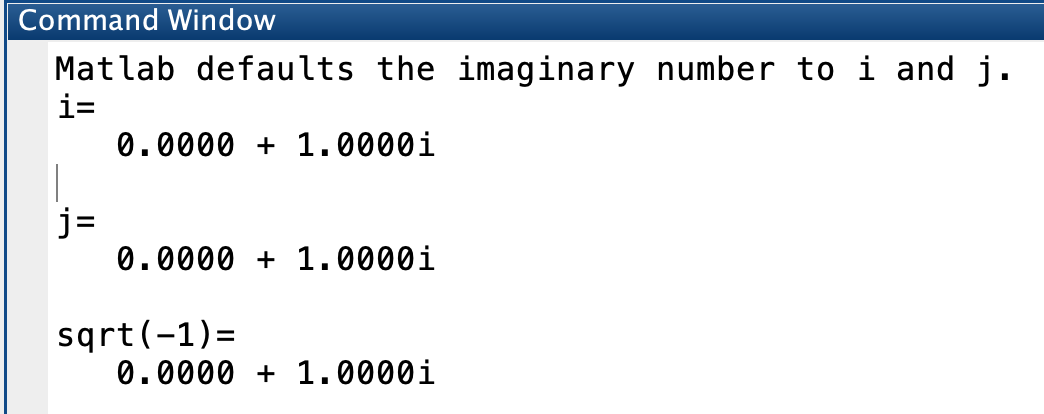 Command Window
Matlab defaults the imaginary number to i and j.
i=
0.0000 + 1.0000i
j=
0.0000 + 1.0000i
sqrt(-1)=
0.0000 + 1.0000i